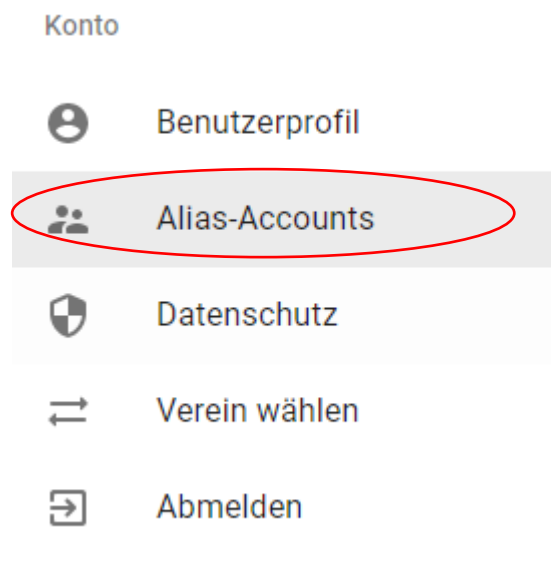 Konto
Benutzerprofil
Alias-Accounts
Datenschutz
Verein wählen
Abmelden